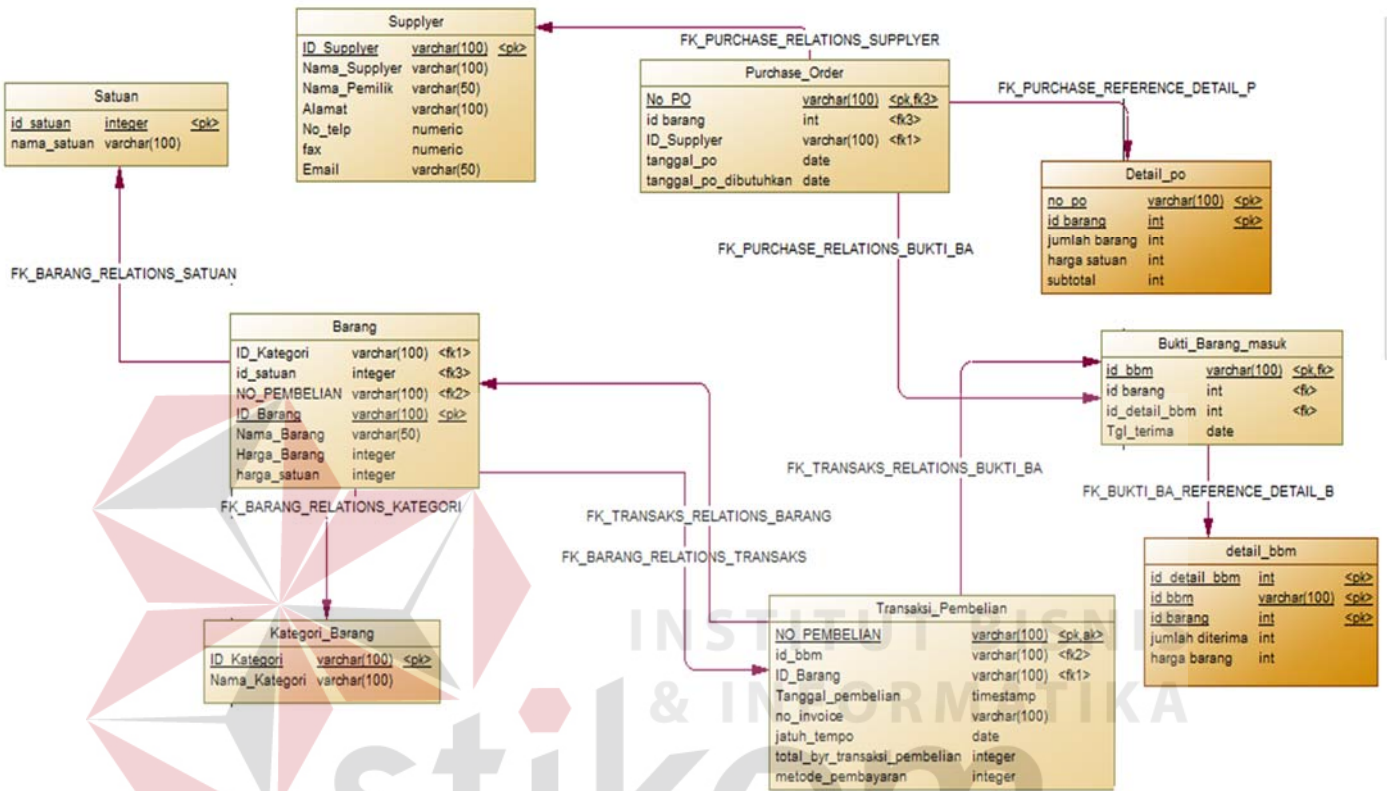 Supplyer
ID_Supplyer varchar(100) <pk>
Nama_Supplyer varchar(100)
Nama_Pemilik varchar(50)
Alamat varchar(100)
No_telp numeric
fax numeric
Email varchar(50)
FK_PURCHASE_RELATIONS_SUPPLYER
Purchase_Order
No_PO varchar(100) <pk,fk3>
id barang int <fk3>
ID_Supplyer varchar(100) <fk1>
tanggal_po date
tanggal_po_dibutuhkan date
FK_PURCHASE_REFERENCE_DETAIL_P
Satuan
id_satuan integer <pk>
nama_satuan varchar(100)
Detail_po
no_po varchar(100) <pk>
id barang int <pk>
jumlah barang int
harga satuan int
subtotal int
FK_PURCHASE_RELATIONS_BUKTI_BA
FK_BARANG_RELATIONS_SATUAN
Barang
ID_Kategori varchar(100) <fk1>
id_satuan integer <fk3>
NO_PEMBELIAN varchar(100) <fk2>
ID_Barang varchar(100) <pk>
Nama_Barang varchar(50)
Harga_Barang integer
harga_satuan integer
Bukti_Barang_masuk
id_bbm varchar(100) <pk,fk>
id barang int <fk>
id_detail_bbm int <fk>
Tgl_terima date
FK_TRANSAKS_RELATIONS_BUKTI_BA
FK_BUKTI_BA_REFERENCE_DETAIL_B
FK_BARANG_RELATIONS_KATEGORI
FK_TRANSAKS_RELATIONS_BARANG
FK_BARANG_RELATIONS_TRANSAKS
detail_bbm
id_detail_bbm int <pk>
id bbm varchar(100) <pk>
id barang int <pk>
jumlah diterima int
harga barang int
Kategori_Barang
ID_Kategori varchar(100) <pk>
Nama_Kategori varchar(100)
Transaksi_Pembelian
NO_PEMBELIAN varchar(100) <pk,ak>
id_bbm varchar(100) <fk2>
ID_Barang varchar(100) <fk1>
Tanggal_pembelian timestamp
no_invoice varchar(100)
jatuh_tempo date
total_byr_transaksi_pembelian integer
metode_pembayaran integer
INSTITUT BISNIS
& INFORMATIKA
stikom